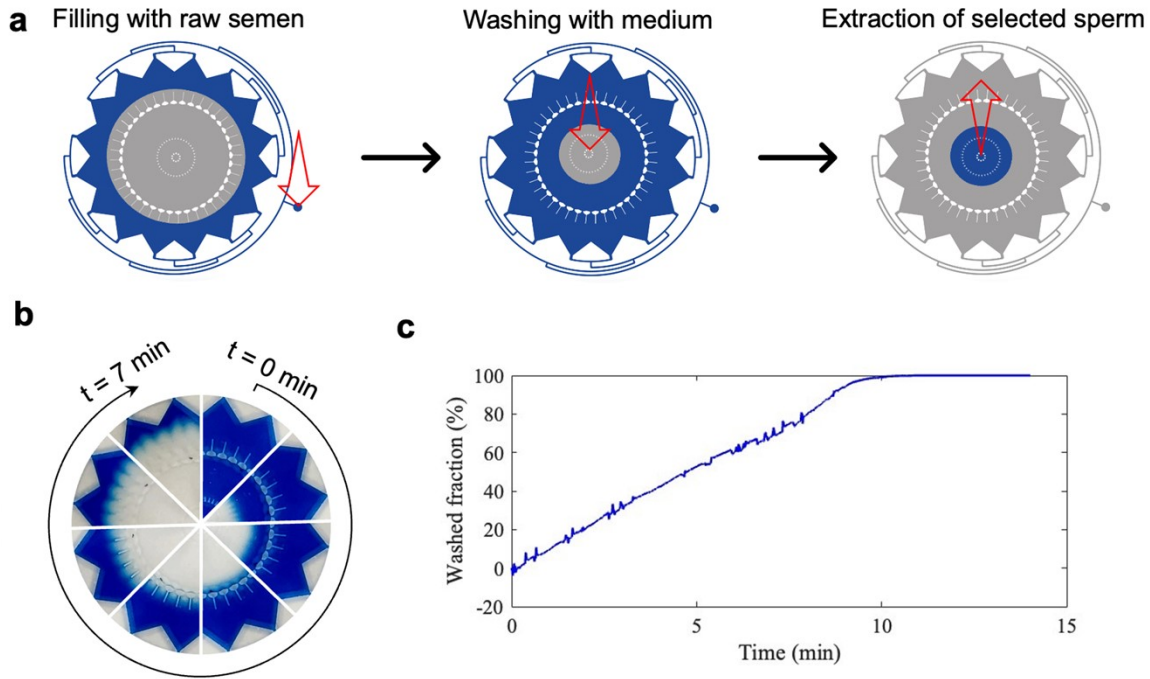 a
Filling with raw semen
Washing with medium
Extraction of selected sperm
b
t = 7 min
t = 0 min
c
Washed fraction (%)
100
80
60
40
20
0
-20
0
5
10
15
Time (min)